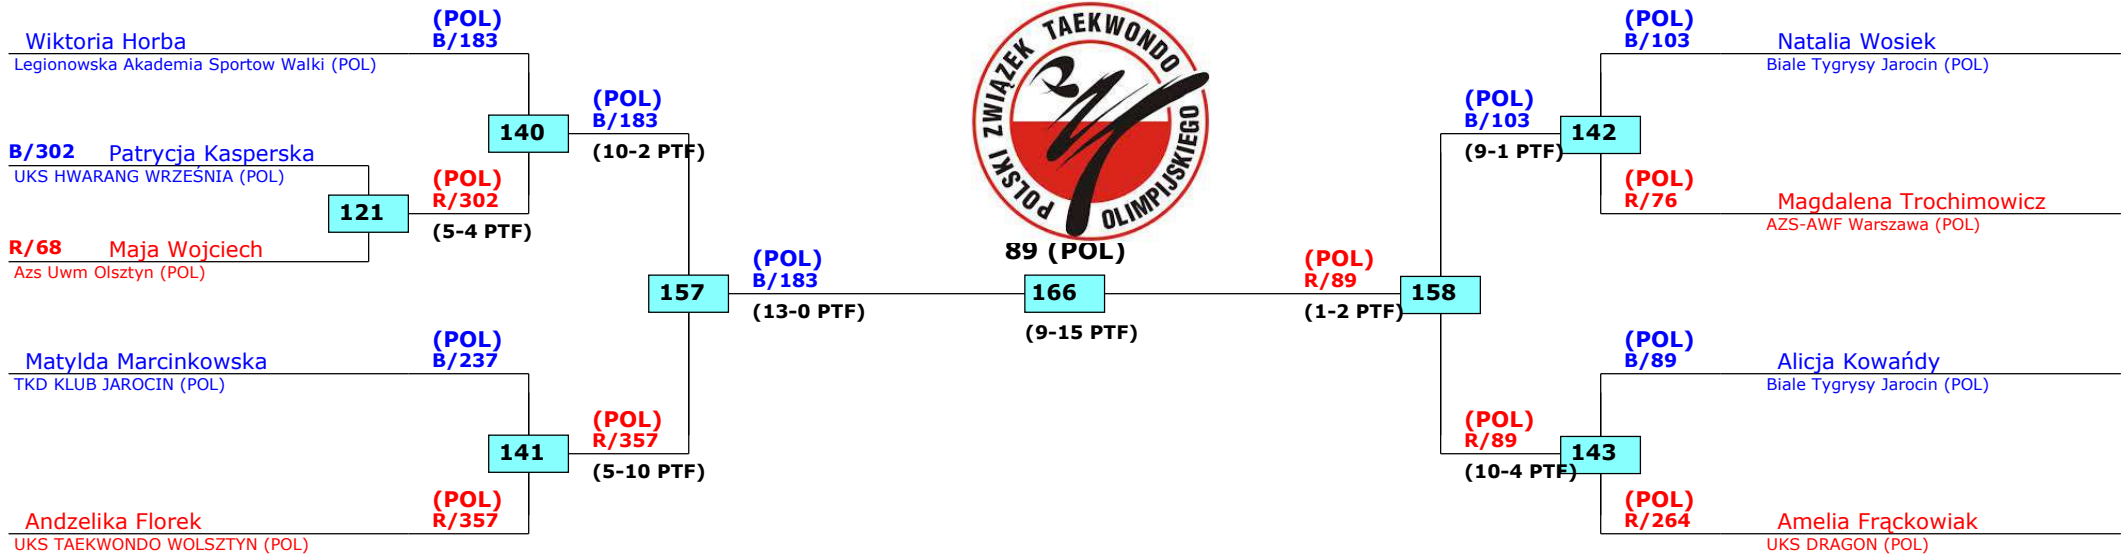 Wiktoria Horba
Legionowska Akademia Sportow Walki (POL)
(POL)
B/183
B/302 Patrycja Kasperska
UKS HWARANG WRZEŚNIA (POL)
R/68 Maja Wojciech
Azs Uwm Olsztyn (POL)
121
(POL)
R/302
(5-4 PTF)
140
(POL)
B/183
(10-2 PTF)
Matylda Marcinkowska
TKD KLUB JAROCIN (POL)
(POL)
B/237
Andzelika Florek
UKS TAEKWONDO WOLSZTYN (POL)
(POL)
R/357
141
(POL)
R/357
(5-10 PTF)
157
(POL)
B/183
(13-0 PTF)
POLSKI ZWIĄZEK TAEKWONDO OLIMPIJSKIEGO
89 (POL)
166
(9-15 PTF)
(POL)
R/89
(1-2 PTF)
158
(POL)
B/103
(9-1 PTF)
142
(POL)
B/103
Natalia Wosiek
Biale Tygrysy Jarocin (POL)
(POL)
R/76
Magdalena Trochimowicz
AZS-AWF Warszawa (POL)
(POL)
R/89
(10-4 PTF)
143
(POL)
B/89
Alicja Kowańdy
Biale Tygrysy Jarocin (POL)
(POL)
R/264
Amelia Frąckowiak
UKS DRAGON (POL)